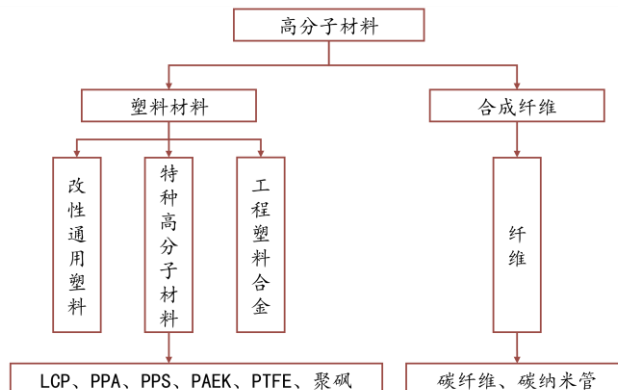 高分子材料
塑料材料
合成纤维
改性通用塑料
特种高分子材料
工程塑料合金
纤维
LCP、PPA、PPS、PAEK、PTFE、聚砜
碳纤维、碳纳米管